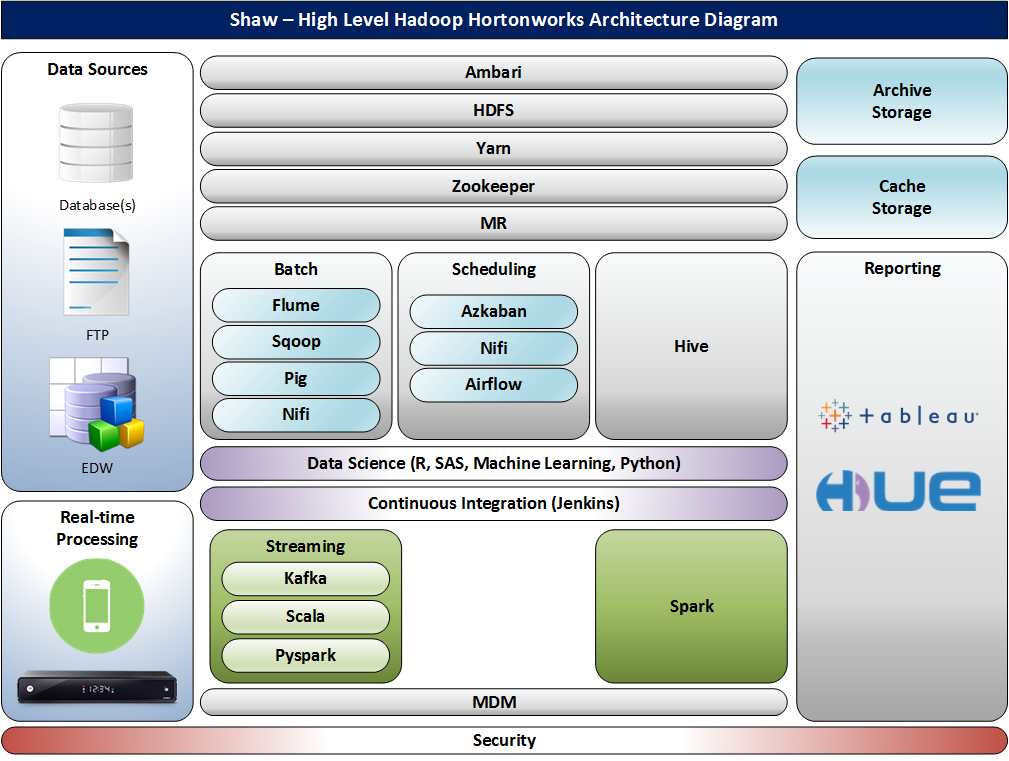 Shaw – High Level Hadoop Hortonworks Architecture Diagram
Data Sources
Database(s)
FTP
EDW
Real-time
Processing
12:34
Ambari
HDFS
Yarn
Zookeeper
MR
Batch
Flume
Sqoop
Pig
Nifi
Scheduling
Azkaban
Nifi
Airflow
Hive
Data Science (R, SAS, Machine Learning, Python)
Continuous Integration (Jenkins)
Streaming
Kafka
Scala
Pyspark
Spark
MDM
Archive
Storage
Cache
Storage
Reporting
+ a b | e a u
HUE
Security